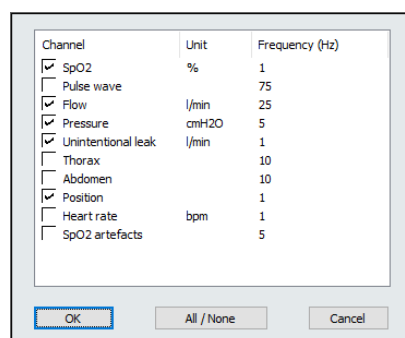 Channel Unit Frequency (Hz)
SpO2 % 1
Pulse wave 75
Flow l/min 25
Pressure cmH2O 5
Unintentional leak l/min 1
Thorax 10
Abdomen 10
Position 1
Heart rate bpm 1
SpO2 artefacts 5
OK All / None Cancel